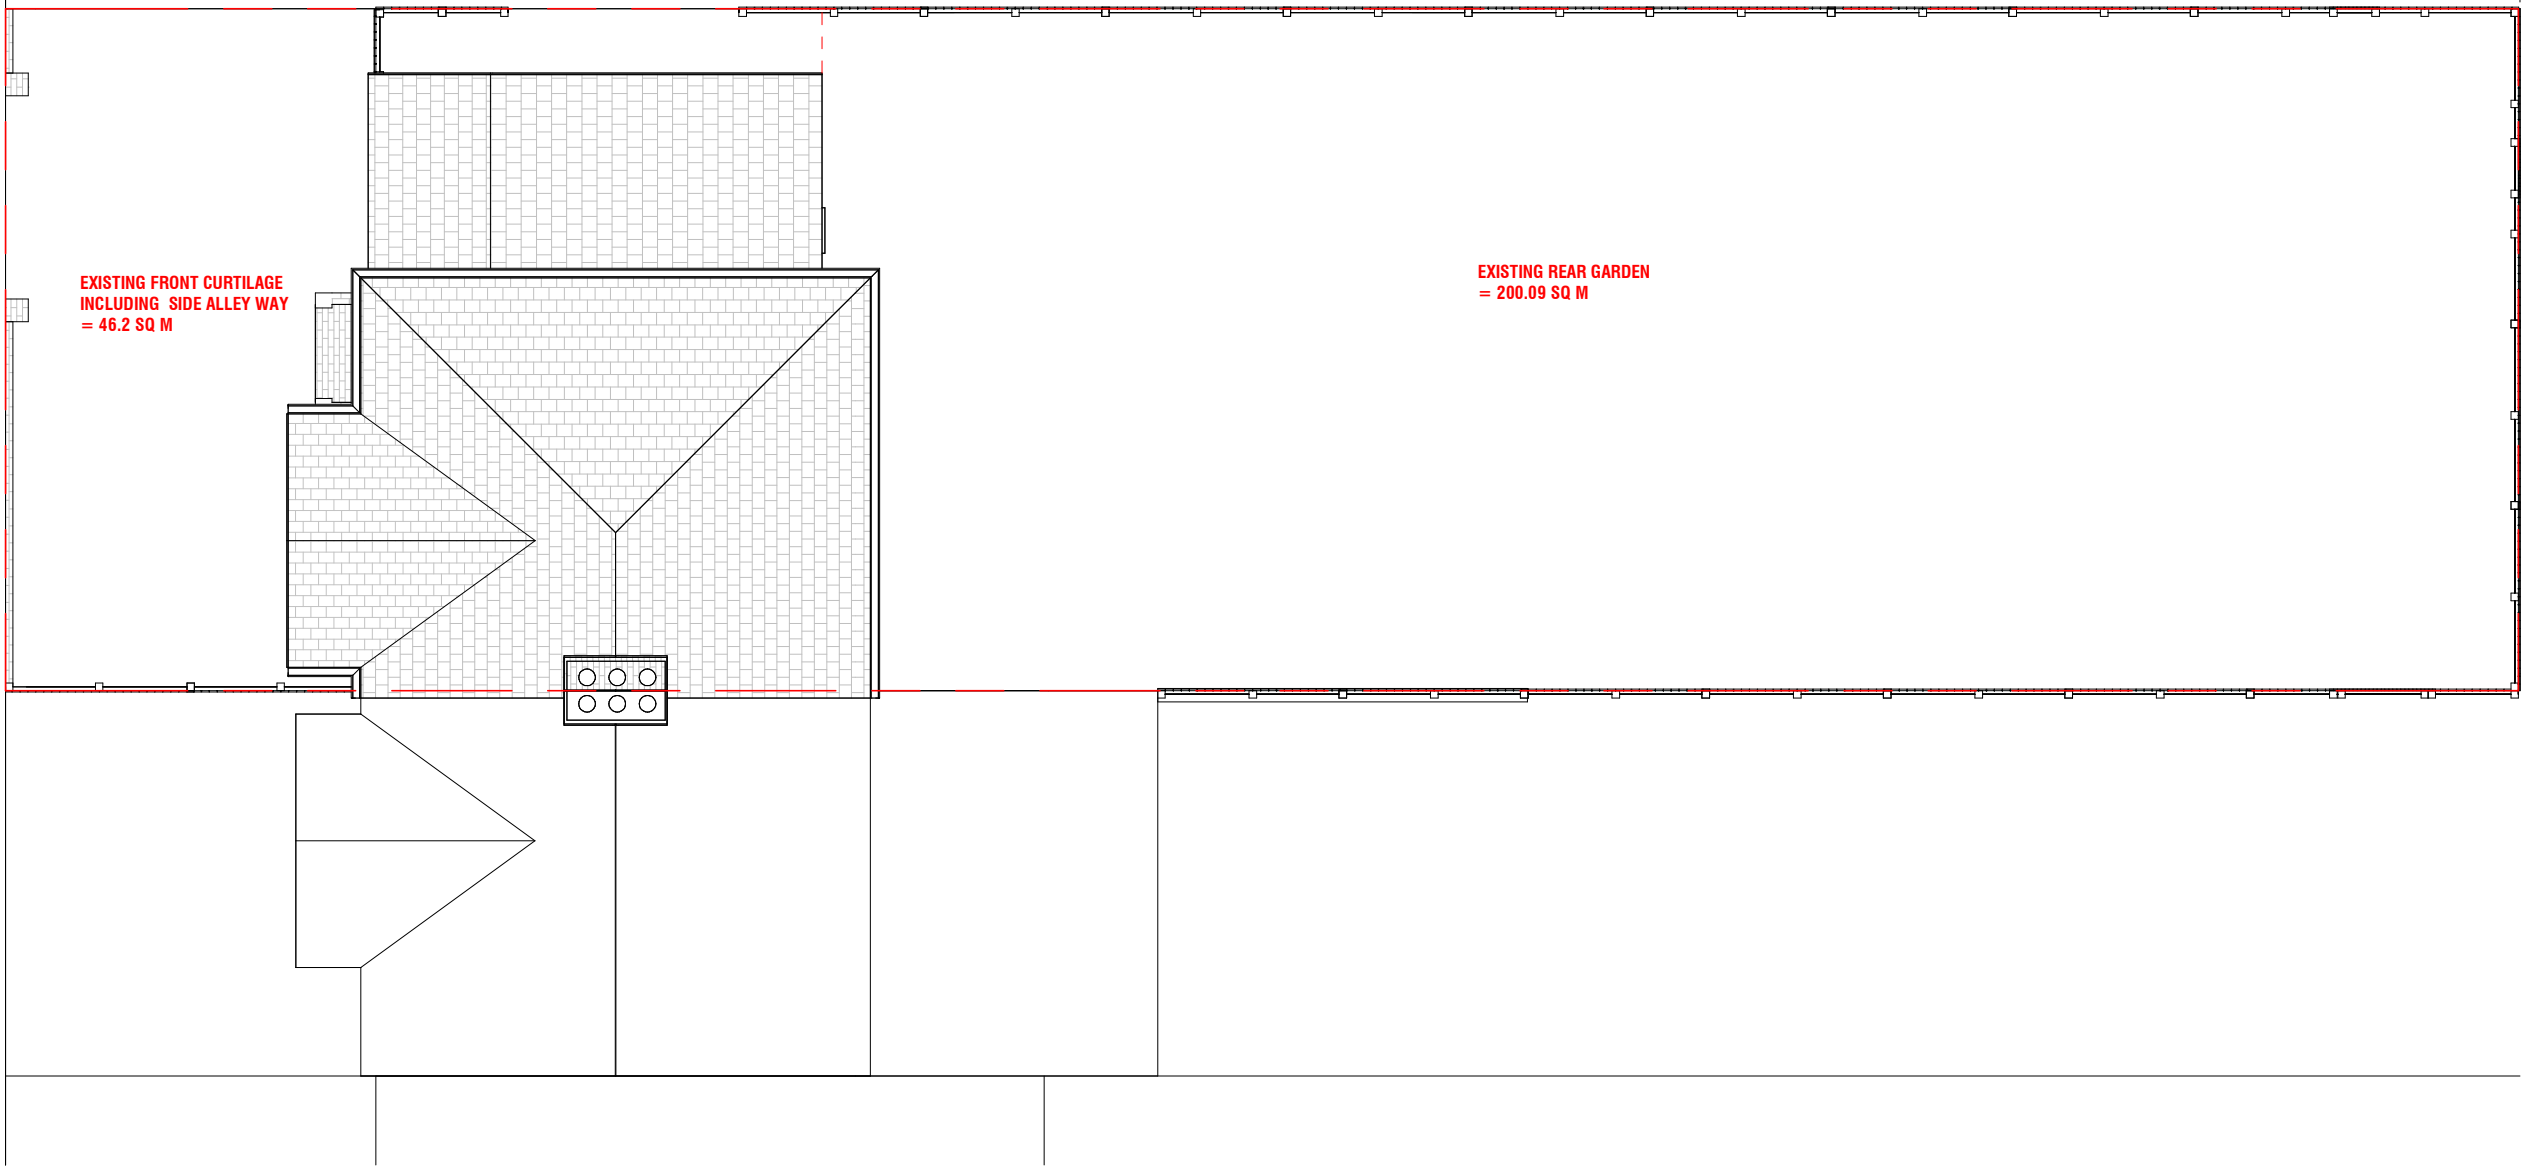 EXISTING FRONT CURTILAGE
INCLUDING SIDE ALLEY WAY
= 46.2 SQ M
EXISTING REAR GARDEN
= 200.09 SQ M